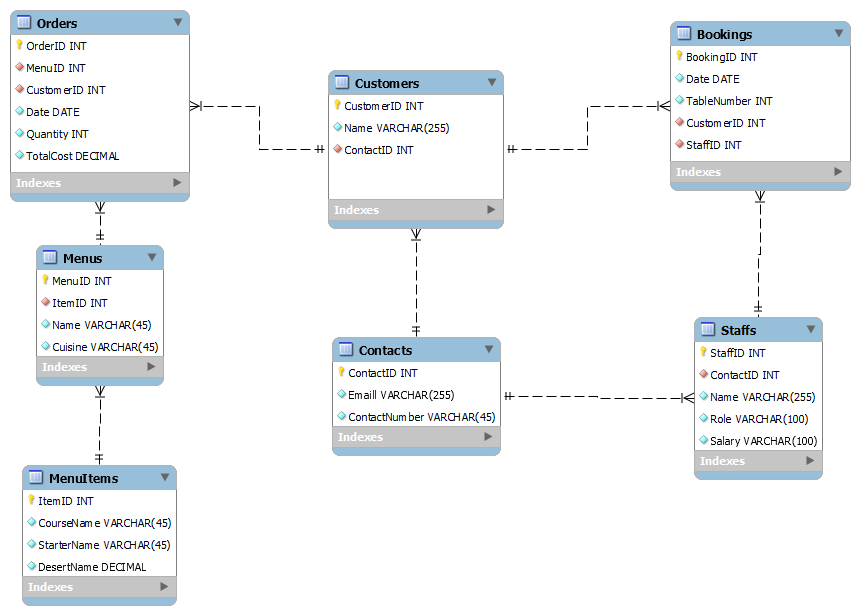 Orders
OrderID INT
MenuID INT
CustomerID INT
Date DATE
Quantity INT
TotalCost DECIMAL
Indexes
Customers
CustomerID INT
Name VARCHAR(255)
ContactID INT
Indexes
Bookings
BookingID INT
Date DATE
TableNumber INT
CustomerID INT
StaffID INT
Indexes
Menus
MenuID INT
ItemID INT
Name VARCHAR(45)
Cuisine VARCHAR(45)
Indexes
Contacts
ContactID INT
Emaill VARCHAR(255)
ContactNumber VARCHAR(45)
Indexes
Staffs
StaffID INT
ContactID INT
Name VARCHAR(255)
Role VARCHAR(100)
Salary VARCHAR(100)
Indexes
MenuItems
ItemID INT
CourseName VARCHAR(45)
StarterName VARCHAR(45)
DesertName DECIMAL
Indexes